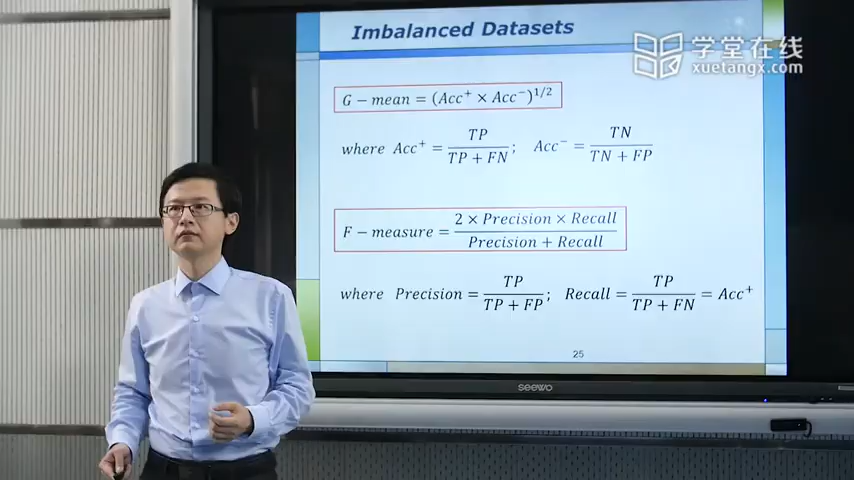 Imbalanced Datasets
学堂在线
xuetangx.com
G − mean = (Acc⁺ × Acc⁻)^{1/2}
where Acc⁺ = TP / (TP + FN); Acc⁻ = TN / (TN + FP)
F − measure = (2 × Precision × Recall) / (Precision + Recall)
where Precision = TP / (TP + FP); Recall = TP / (TP + FN) = Acc⁺
25
seewo